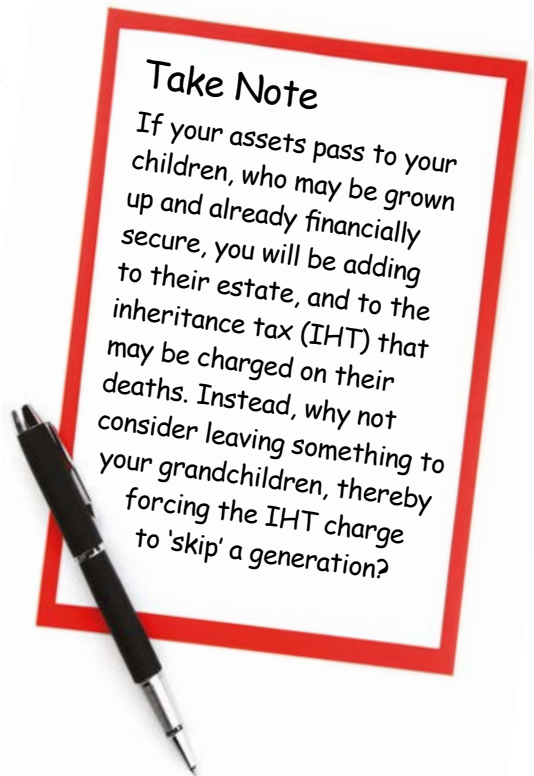 Take Note
If your assets pass to your
children, who may be grown
up and already financially
secure, you will be adding
to their estate, and to the
inheritance tax (IHT) that
may be charged on their
deaths. Instead, why not
consider leaving something to
your grandchildren, thereby
forcing the IHT charge
to ‘skip’ a generation?